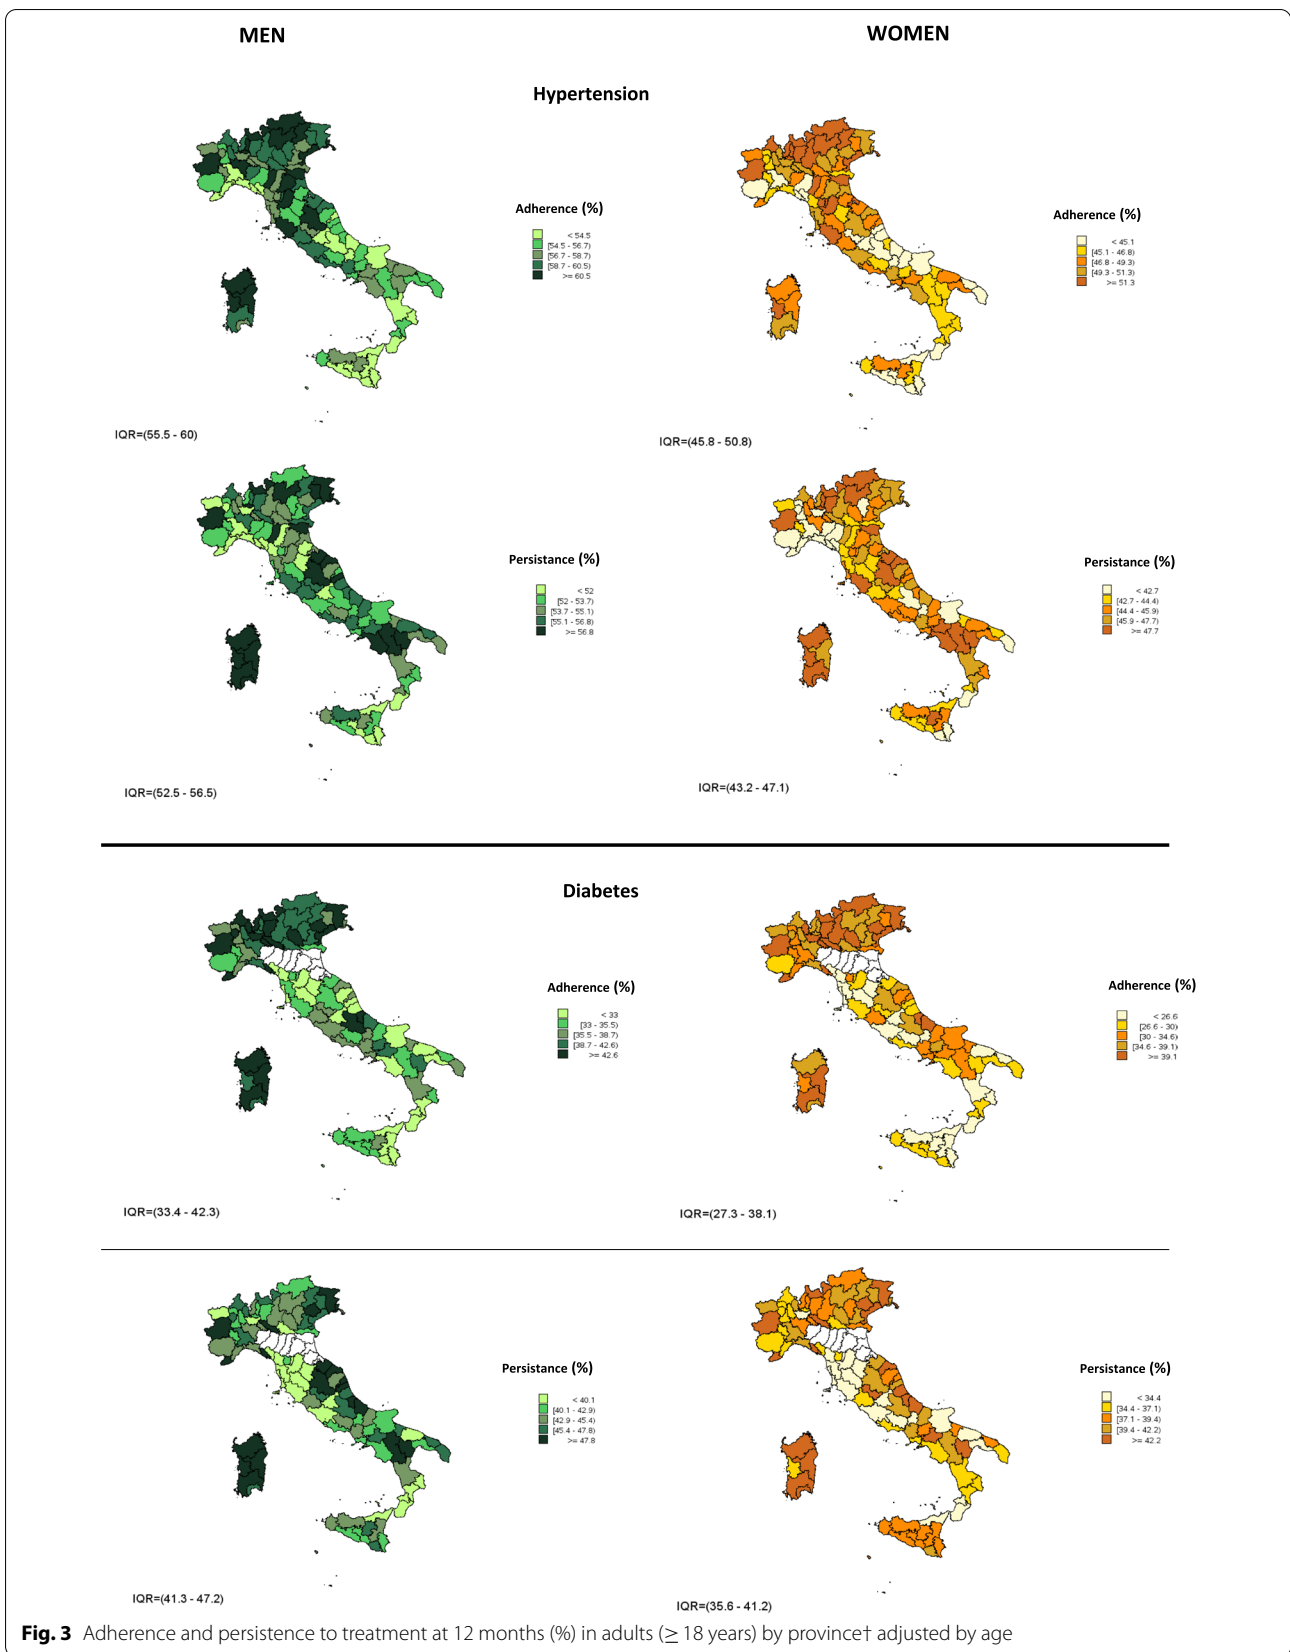 MEN
WOMEN
Hypertension
Adherence (%)
< 54.5
[54.5 - 56.7)
[56.7 - 58.7)
[58.7 - 60.5)
>= 60.5
IQR=(55.5 - 60)
Adherence (%)
< 45.1
[45.1 - 46.8)
[46.8 - 49.3)
[49.3 - 51.3)
>= 51.3
IQR=(45.8 - 50.8)
Persistance (%)
< 52
[52 - 53.7)
[53.7 - 55.1)
[55.1 - 56.8)
>= 56.8
IQR=(52.5 - 56.5)
Persistance (%)
< 42.7
[42.7 - 44.4)
[44.4 - 45.9)
[45.9 - 47.7)
>= 47.7
IQR=(43.2 - 47.1)
Diabetes
Adherence (%)
< 33
[33 - 35.5)
[35.5 - 38.7)
[38.7 - 42.6)
>= 42.6
IQR=(33.4 - 42.3)
Adherence (%)
< 26.6
[26.6 - 30)
[30 - 34.6)
[34.6 - 39.1)
>= 39.1
IQR=(27.3 - 38.1)
Persistance (%)
< 40.1
[40.1 - 42.9)
[42.9 - 45.4)
[45.4 - 47.8)
>= 47.8
IQR=(41.3 - 47.2)
Persistance (%)
< 34.4
[34.4 - 37.1)
[37.1 - 39.4)
[39.4 - 42.2)
>= 42.2
IQR=(35.6 - 41.2)
Fig. 3 Adherence and persistence to treatment at 12 months (%) in adults (≥ 18 years) by province† adjusted by age